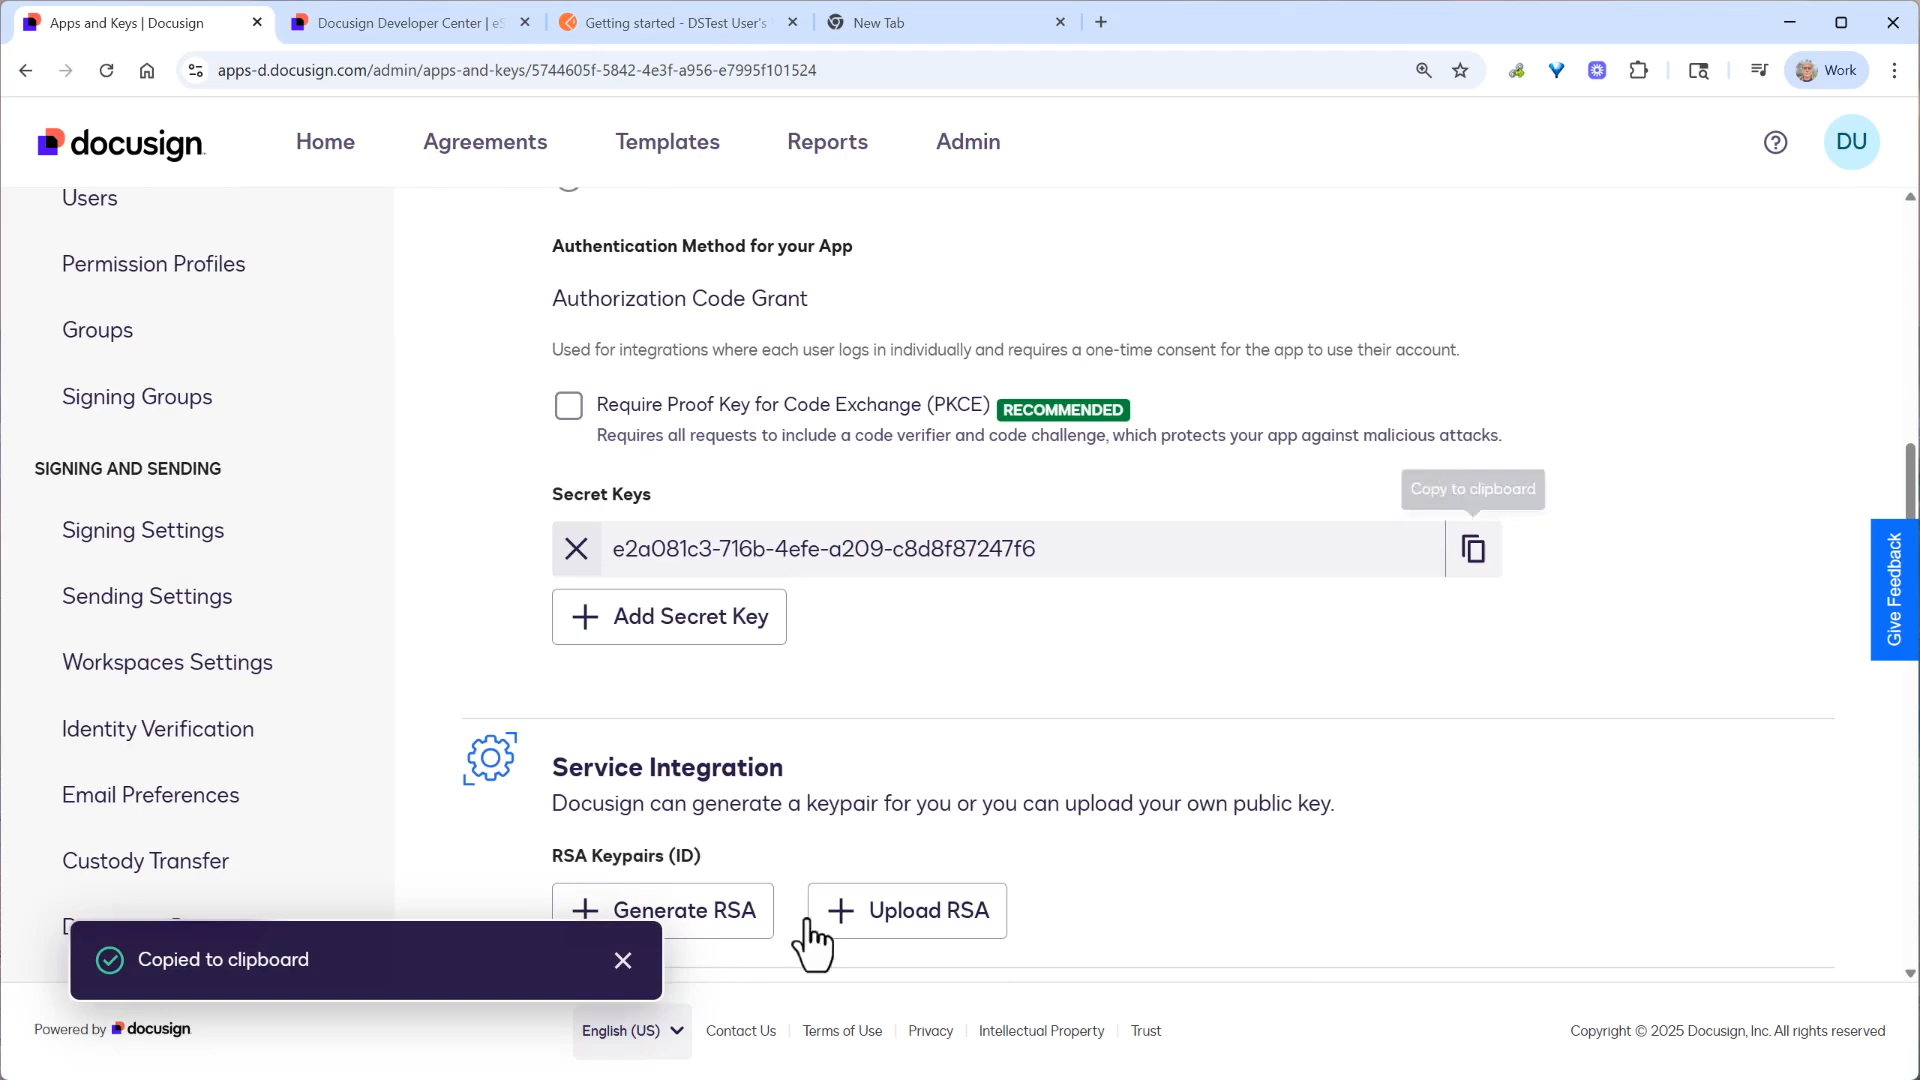 Apps and Keys | Docusign
Docusign Developer Center | eS
Getting started - DSTest User's
New Tab
apps-d.docusign.com/admin/apps-and-keys/5744605f-5842-4e3f-a956-e7995f101524
Work
docusign
Home
Agreements
Templates
Reports
Admin
DU
Users
Permission Profiles
Groups
Signing Groups
SIGNING AND SENDING
Signing Settings
Sending Settings
Workspaces Settings
Identity Verification
Email Preferences
Custody Transfer
Authentication Method for your App
Authorization Code Grant
Used for integrations where each user logs in individually and requires a one-time consent for the app to use their account.
Require Proof Key for Code Exchange (PKCE) RECOMMENDED
Requires all requests to include a code verifier and code challenge, which protects your app against malicious attacks.
Secret Keys
Copy to clipboard
e2a081c3-716b-4efe-a209-c8d8f87247f6
Add Secret Key
Service Integration
Docusign can generate a keypair for you or you can upload your own public key.
RSA Keypairs (ID)
Generate RSA
Upload RSA
Give Feedback
Copied to clipboard
Powered by docusign
English (US)
Contact Us
Terms of Use
Privacy
Intellectual Property
Trust
Copyright © 2025 Docusign, Inc. All rights reserved